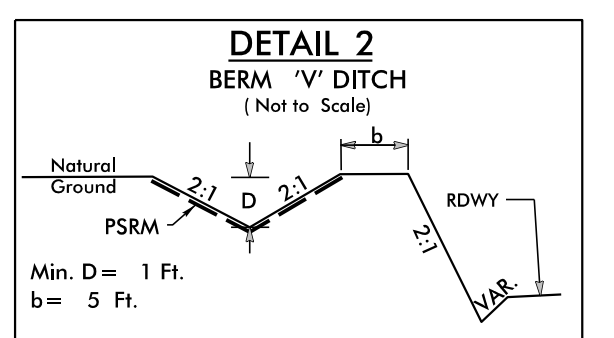 DETAIL 2
BERM 'V' DITCH
( Not to Scale)
b
Natural
Ground
2:1
D
2:1
PSRM
2:1
RDWY
VAR.
Min. D = 1 Ft.
b = 5 Ft.